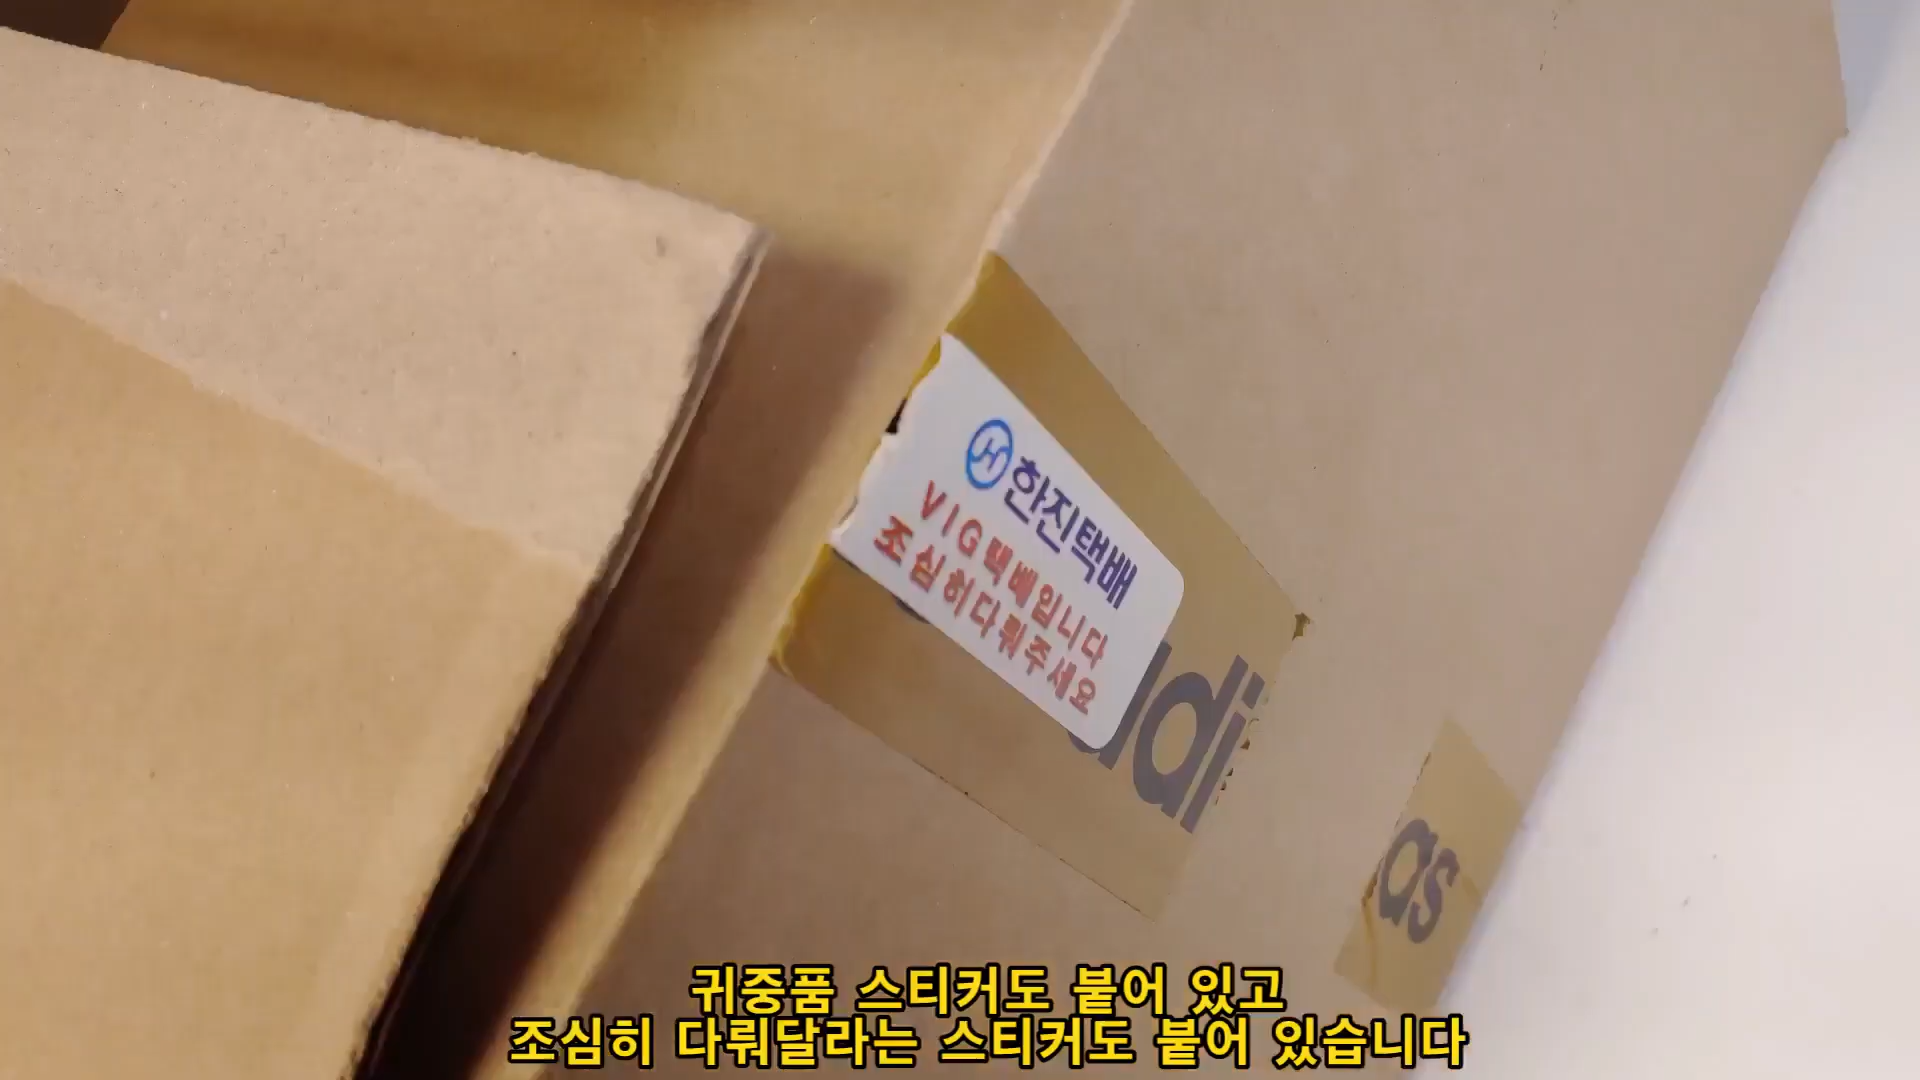 한진택배
VIG택배입니다
조심히다뤄주세요
adi
as
귀중품 스티커도 붙어 있고
조심히 다뤄달라는 스티커도 붙어 있습니다